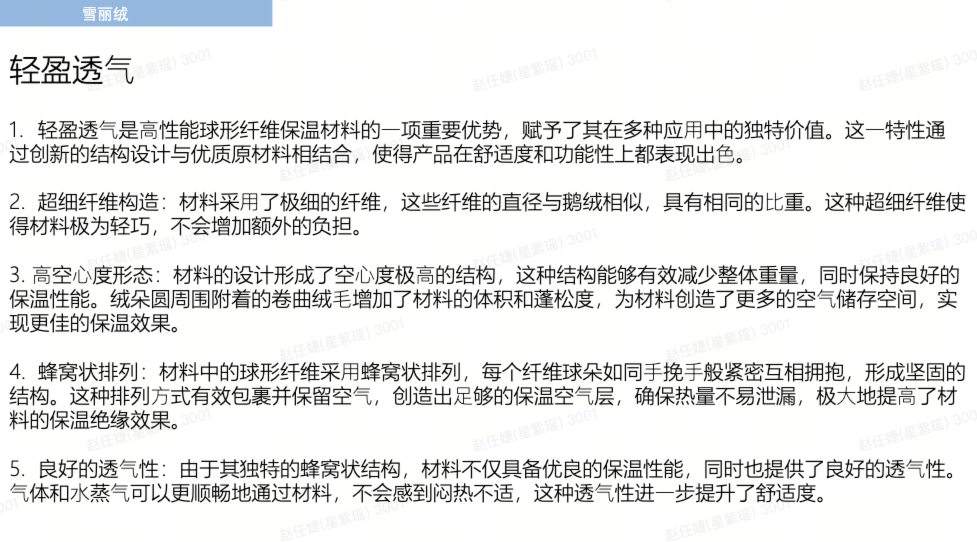 雪丽绒
轻盈透气
1. 轻盈透气是高性能球形纤维保温材料的一项重要优势，赋予了其在多种应用中的独特价值。这一特性通
过创新的结构设计与优质原材料相结合，使得产品在舒适度和功能性上都表现出色。
2. 超细纤维构造：材料采用了极细的纤维，这些纤维的直径与鹅绒相似，具有相同的比重。这种超细纤维使
得材料极为轻巧，不会增加额外的负担。
3. 高空心度形态：材料的设计形成了空心度极高的结构，这种结构能够有效减少整体重量，同时保持良好的
保温性能。绒朵圆周围附着的卷曲绒毛增加了材料的体积和蓬松度，为材料创造了更多的空气储存空间，实
现更佳的保温效果。
4. 蜂窝状排列：材料中的球形纤维采用蜂窝状排列，每个纤维球朵如同手挽手般紧密互相拥抱，形成坚固的
结构。这种排列方式有效包裹并保留空气，创造出足够的保温空气层，确保热量不易泄漏，极大地提高了材
料的保温绝缘效果。
5. 良好的透气性：由于其独特的蜂窝状结构，材料不仅具备优良的保温性能，同时也提供了良好的透气性。
气体和水蒸气可以更顺畅地通过材料，不会感到闷热不适，这种透气性进一步提升了舒适度。
赵任婕(星紫瑶) 3001